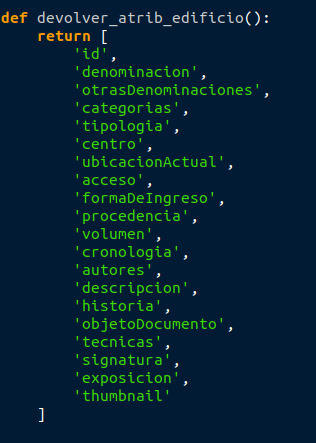 def devolver_atrib_edificio():
    return [
        'id',
        'denominacion',
        'otrasDenominaciones',
        'categorias',
        'tipologia',
        'centro',
        'ubicacionActual',
        'acceso',
        'formaDeIngreso',
        'procedencia',
        'volumen',
        'cronologia',
        'autores',
        'descripcion',
        'historia',
        'objetoDocumento',
        'tecnicas',
        'signatura',
        'exposicion',
        'thumbnail'
    ]